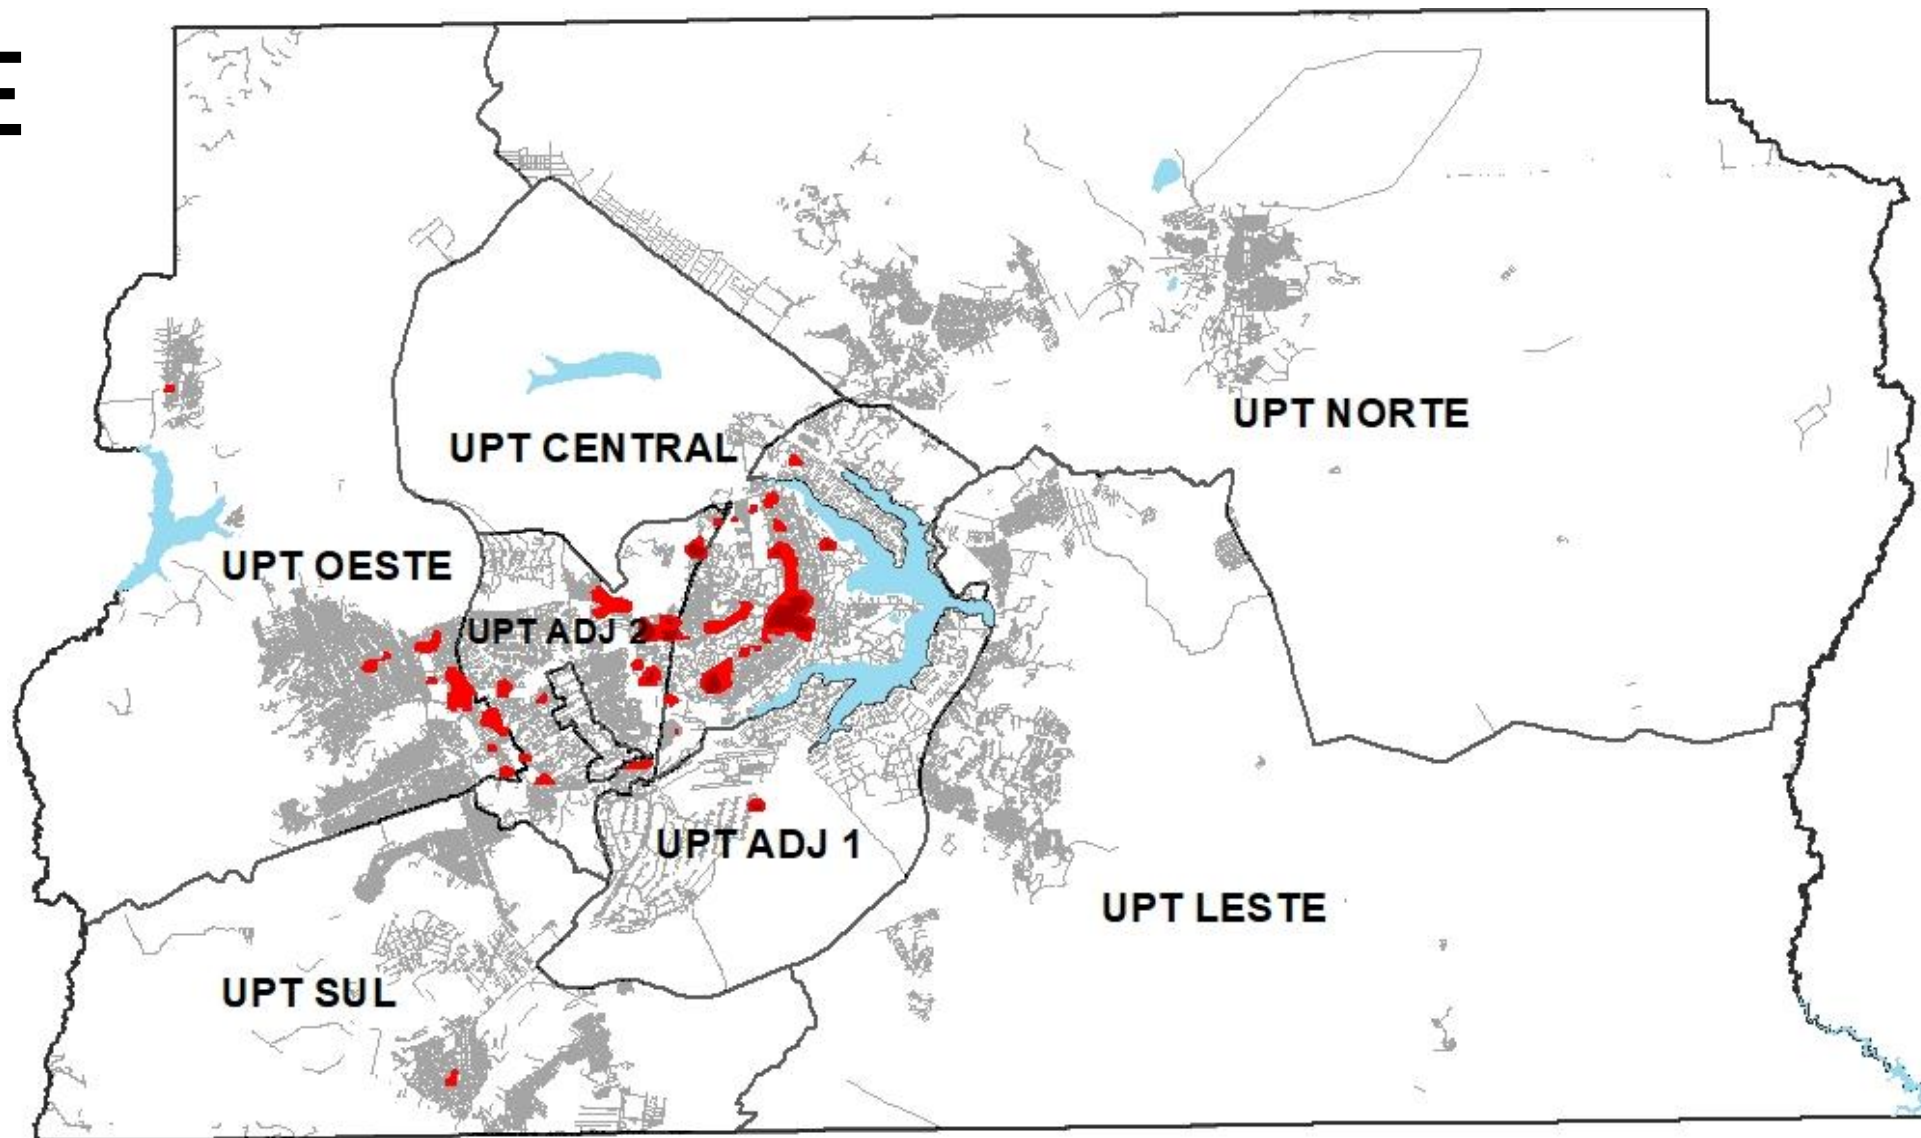 E
UPT NORTE
UPT CENTRAL
UPT OESTE
UPT ADJ 2
UPT ADJ 1
UPT LESTE
UPT SUL